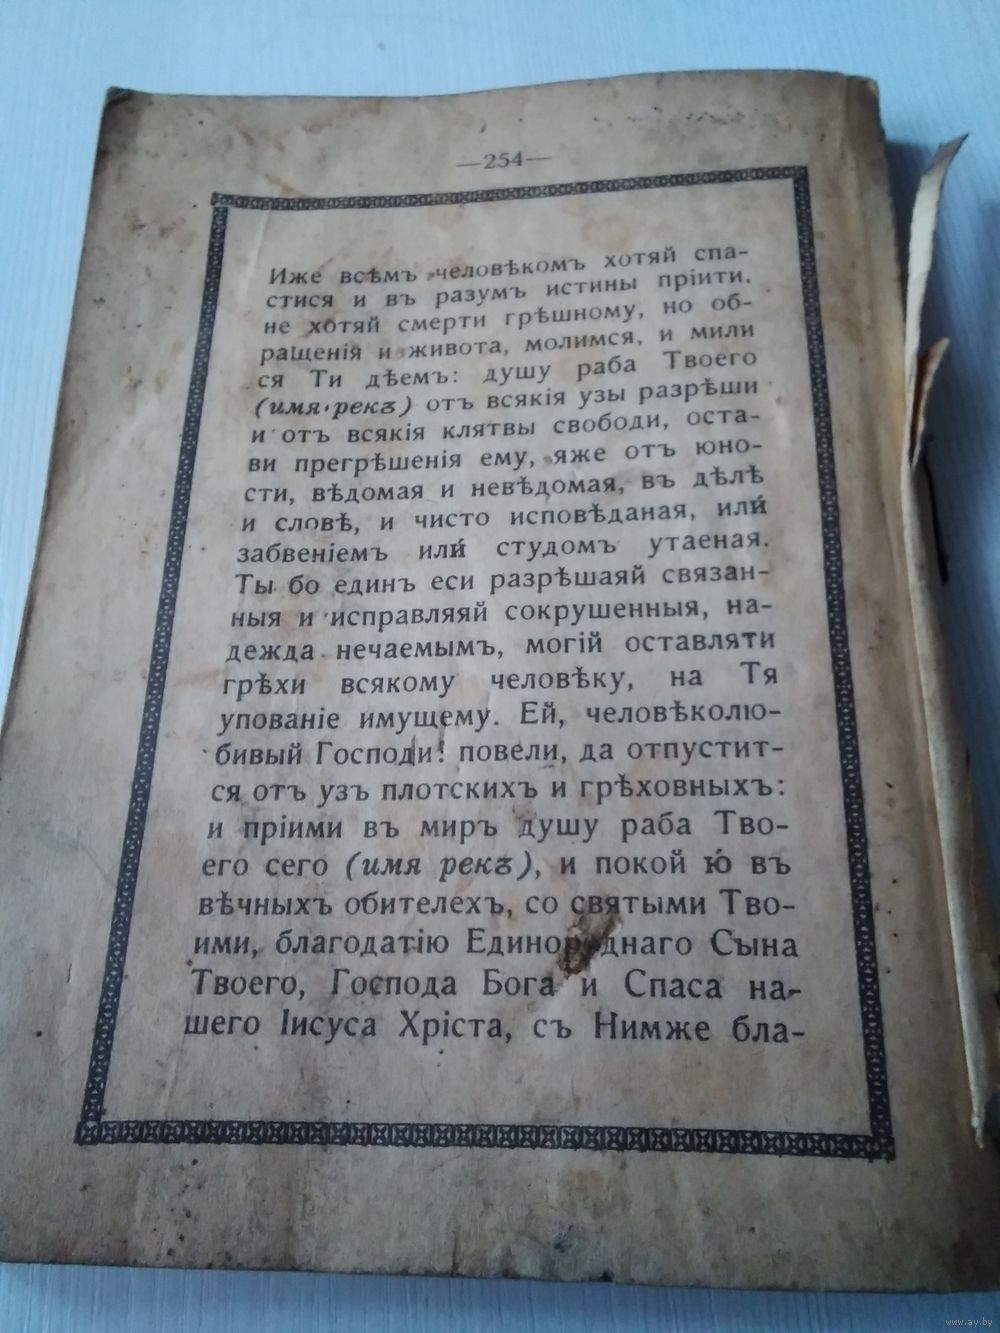 —254—
Иже всѣмъ человѣкомъ хотяй спа-
стися и въ разумъ истины пріити,
не хотяй смерти грѣшному, но об-
ращенія и живота, молимся, и мили
ся Ти дѣемъ: душу раба Твоего
(имя рекъ) отъ всякія узы разрѣши
и отъ всякія клятвы свободи, оста-
ви прегрѣшенія ему, яже отъ юно-
сти, вѣдомая и невѣдомая, въ дѣлѣ
и словѣ, и чисто исповѣданая, или́
забвеніемъ или́ студомъ утаеная.
Ты бо единъ еси разрѣшаяй связан-
ныя и исправляяй сокрушенныя, на-
дежда нечаемымъ, могій оставляти
грѣхи всякому человѣку, на Тя
упованіе имущему. Ей, человѣколю-
бивый Господи! повели, да отпустит-
ся отъ узъ плотскихъ и грѣховныхъ:
и пріими въ миръ душу раба Тво-
его сего (имя рекъ), и покой ю́ въ
вѣчныхъ обителехъ, со святыми Тво-
ими, благодатію Единороднаго Сына
Твоего, Господа Бога и Спаса на-
шего Іисуса Хріста, съ Нимже бла-
www.ay.by